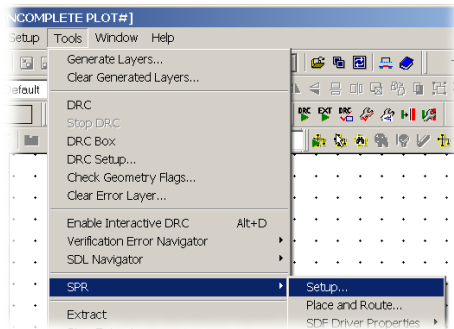 NCOMPLETE PLOT#]
Setup Tools Window Help
Generate Layers...
Clear Generated Layers...
efault
DRC
Stop DRC
DRC Box
DRC Setup...
Check Geometry Flags...
Clear Error Layer...
DRC EXT DRC
Enable Interactive DRC Alt+D
Verification Error Navigator
SDL Navigator
SPR
Setup...
Place and Route...
Extract
SDF Driver Properties